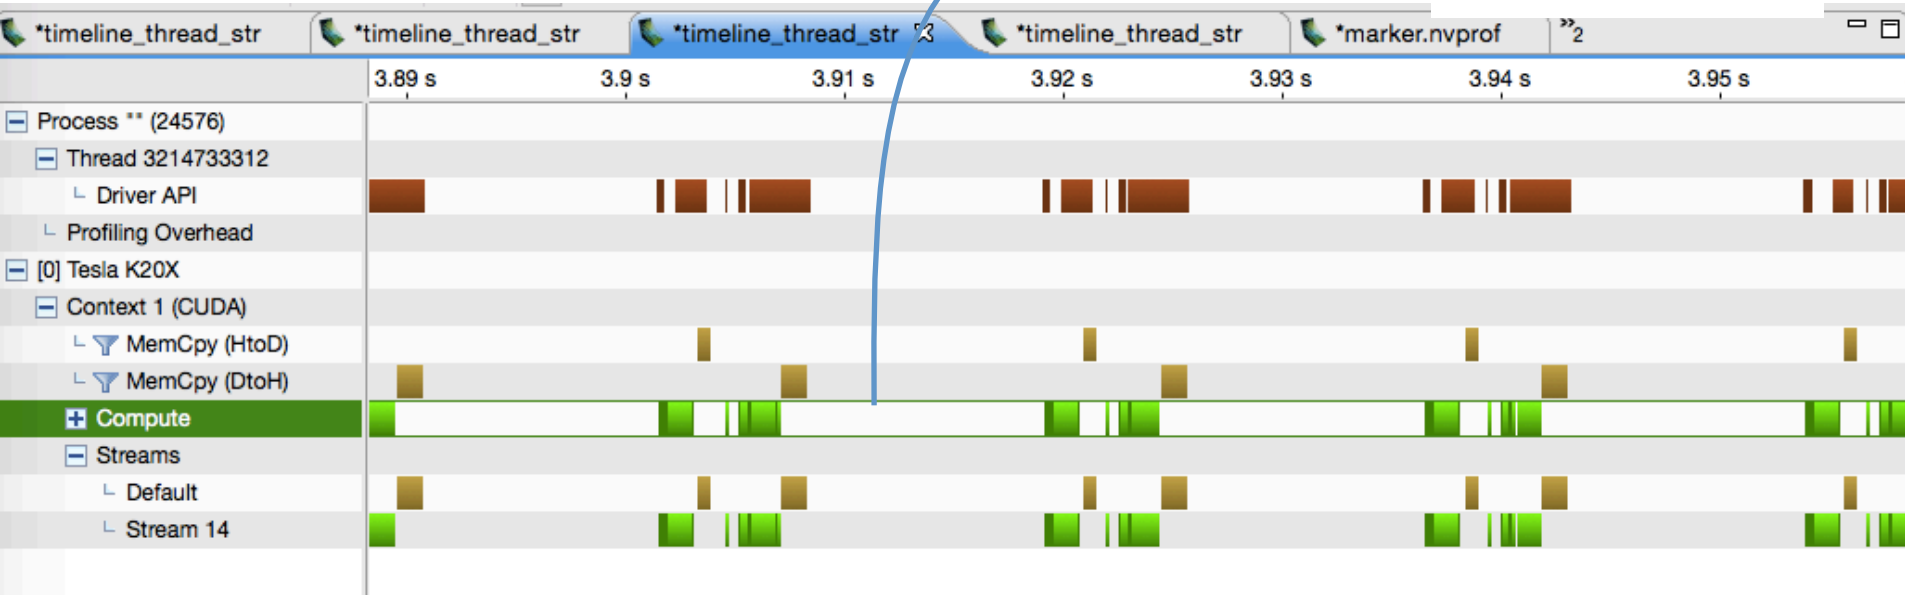 *timeline_thread_str *timeline_thread_str *timeline_thread_str *timeline_thread_str *marker.nvprof »2
3.89 s 3.9 s 3.91 s 3.92 s 3.93 s 3.94 s 3.95 s
Process "" (24576)
Thread 3214733312
Driver API
Profiling Overhead
[0] Tesla K20X
Context 1 (CUDA)
MemCpy (HtoD)
MemCpy (DtoH)
Compute
Streams
Default
Stream 14